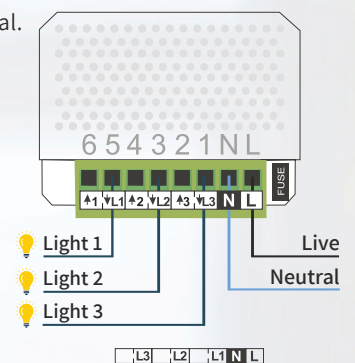 al.
654321NL
FUSE
↑1 ↓L1 ↑2 ↓L2 ↑3 ↓L3 N L
Light 1 Live
Light 2 Neutral
Light 3
L3 L2 L1 N L